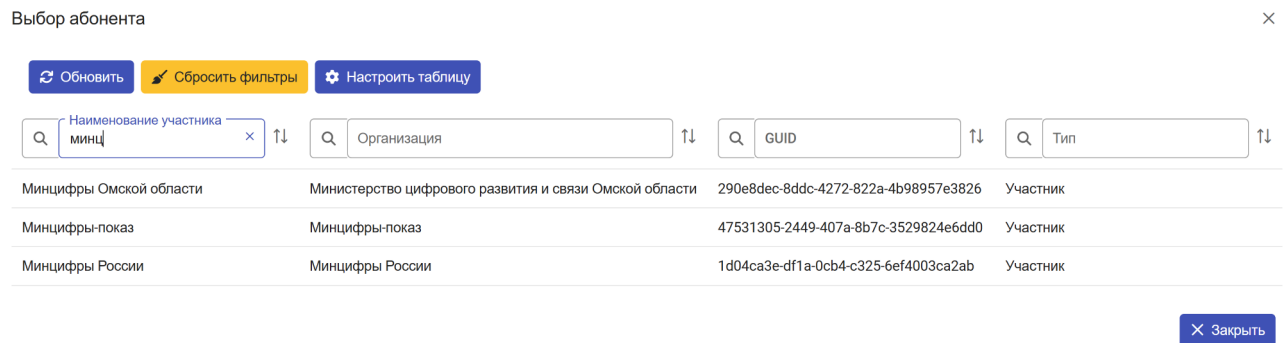 Выбор абонента
Обновить Сбросить фильтры Настроить таблицу
Наименование участника
минц Организация GUID Тип
Минцифры Омской области Министерство цифрового развития и связи Омской области 290e8dec-8ddc-4272-822a-4b98957e3826 Участник
Минцифры-показ Минцифры-показ 47531305-2449-407a-8b7c-3529824e6dd0 Участник
Минцифры России Минцифры России 1d04ca3e-df1a-0cb4-c325-6ef4003ca2ab Участник
Закрыть